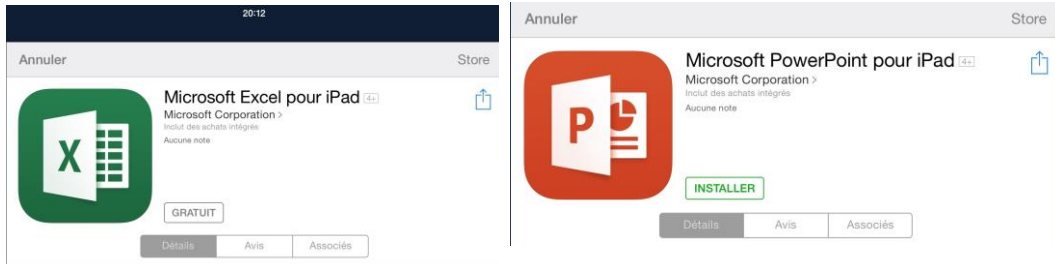 20:12
Annuler
Store
Microsoft Excel pour iPad 4+
Microsoft Corporation >
Inclut des achats intégrés
Aucune note
X
GRATUIT
Détails
Avis
Associés
Annuler
Store
Microsoft PowerPoint pour iPad 4+
Microsoft Corporation >
Inclut des achats intégrés
Aucune note
P
INSTALLER
Détails
Avis
Associés